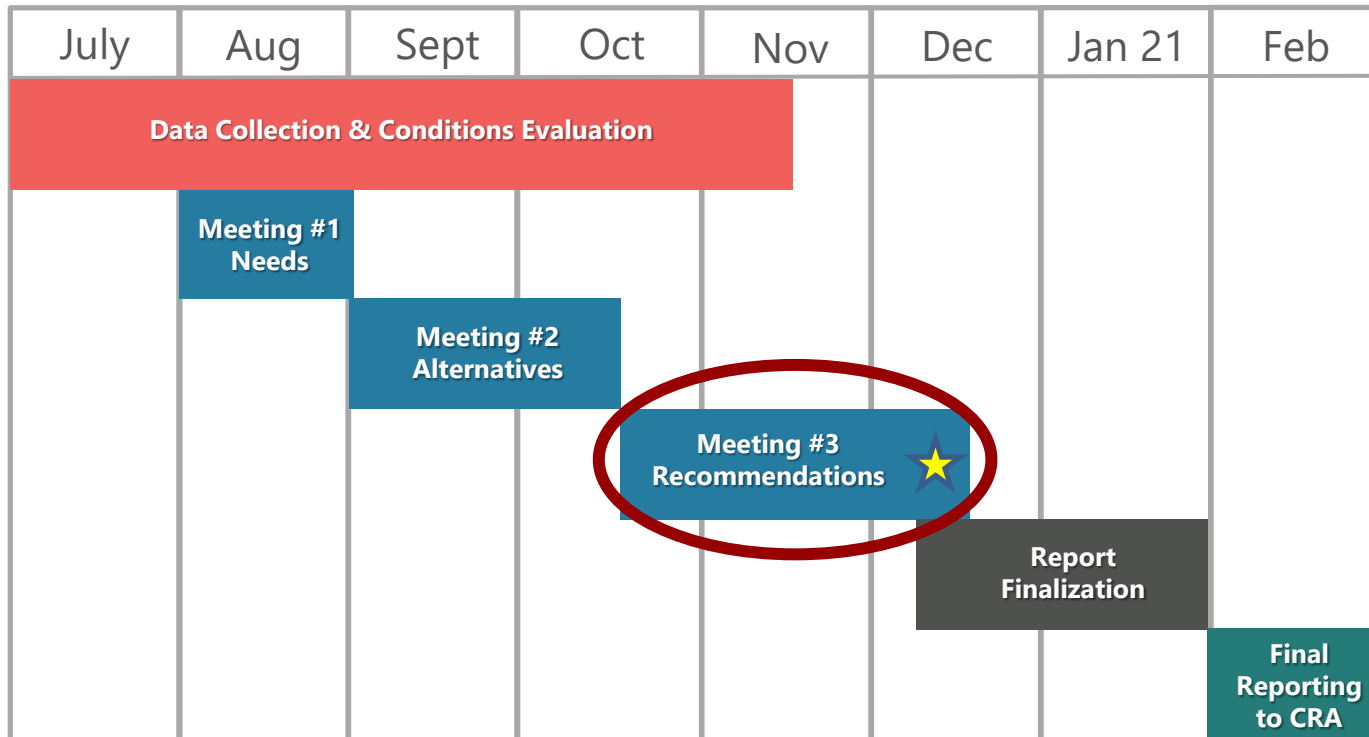 July Aug Sept Oct Nov Dec Jan 21 Feb
Data Collection & Conditions Evaluation
Meeting #1
Needs
Meeting #2
Alternatives
Meeting #3
Recommendations
Report
Finalization
Final
Reporting
to CRA